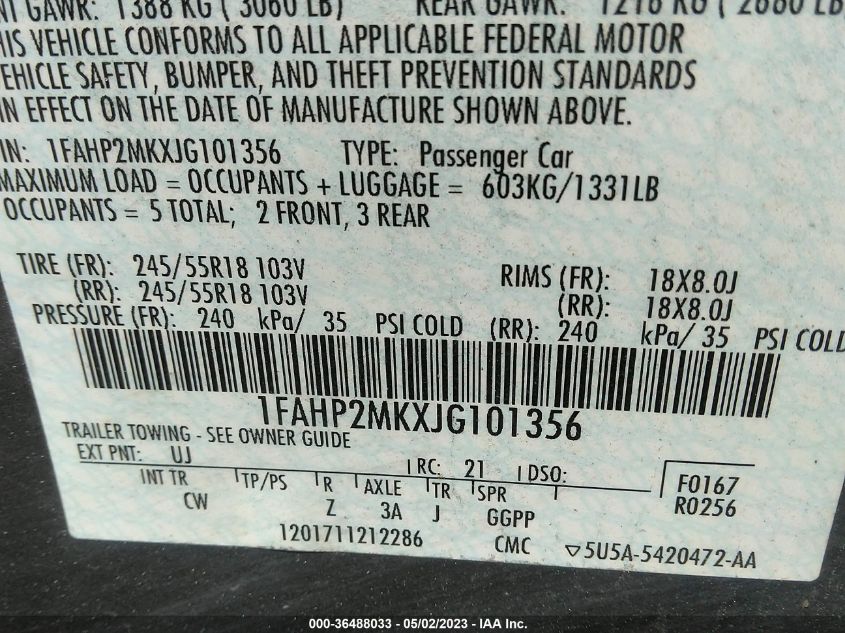 NT GAWR: 1388 KG ( 3060 LB) REAR GAWR: 1216 KG ( 2680 LB
HIS VEHICLE CONFORMS TO ALL APPLICABLE FEDERAL MOTOR
EHICLE SAFETY, BUMPER, AND THEFT PREVENTION STANDARDS
IN EFFECT ON THE DATE OF MANUFACTURE SHOWN ABOVE.
IN: 1FAHP2MKXJG101356 TYPE: Passenger Car
MAXIMUM LOAD = OCCUPANTS + LUGGAGE = 603KG/1331LB
OCCUPANTS = 5 TOTAL; 2 FRONT, 3 REAR
TIRE (FR): 245/55R18 103V RIMS (FR): 18X8.0J
(RR): 245/55R18 103V (RR): 18X8.0J
PRESSURE (FR): 240 kPa/ 35 PSI COLD (RR): 240 kPa/ 35 PSI COLD
1FAHP2MKXJG101356
TRAILER TOWING - SEE OWNER GUIDE
EXT PNT: UJ RC: 21 DSO:
INT TR TP/PS R AXLE TR SPR F0167
CW Z 3A J GGPP R0256
1201711212286 CMC ▽5U5A-5420472-AA
000-36488033 — 05/02/2023 — IAA Inc.